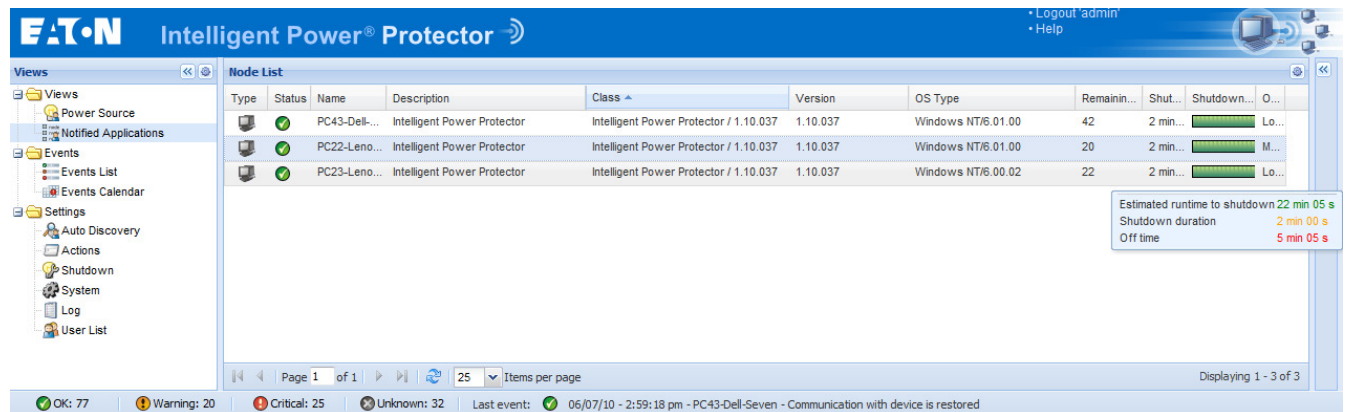 EATON Intelligent Power® Protector
• Logout 'admin'
• Help
Views
Views
Power Source
Notified Applications
Events
Events List
Events Calendar
Settings
Auto Discovery
Actions
Shutdown
System
Log
User List
Node List
Type Status Name Description Class Version OS Type Remainin... Shut... Shutdown... O...
PC43-Dell-... Intelligent Power Protector Intelligent Power Protector / 1.10.037 1.10.037 Windows NT/6.01.00 42 2 min... Lo...
PC22-Leno... Intelligent Power Protector Intelligent Power Protector / 1.10.037 1.10.037 Windows NT/6.01.00 20 2 min... M...
PC23-Leno... Intelligent Power Protector Intelligent Power Protector / 1.10.037 1.10.037 Windows NT/6.00.02 22 2 min... Lo...
Estimated runtime to shutdown 22 min 05 s
Shutdown duration 2 min 00 s
Off time 5 min 05 s
Page 1 of 1 25 Items per page Displaying 1 - 3 of 3
OK: 77 Warning: 20 Critical: 25 Unknown: 32 Last event: 06/07/10 - 2:59:18 pm - PC43-Dell-Seven - Communication with device is restored